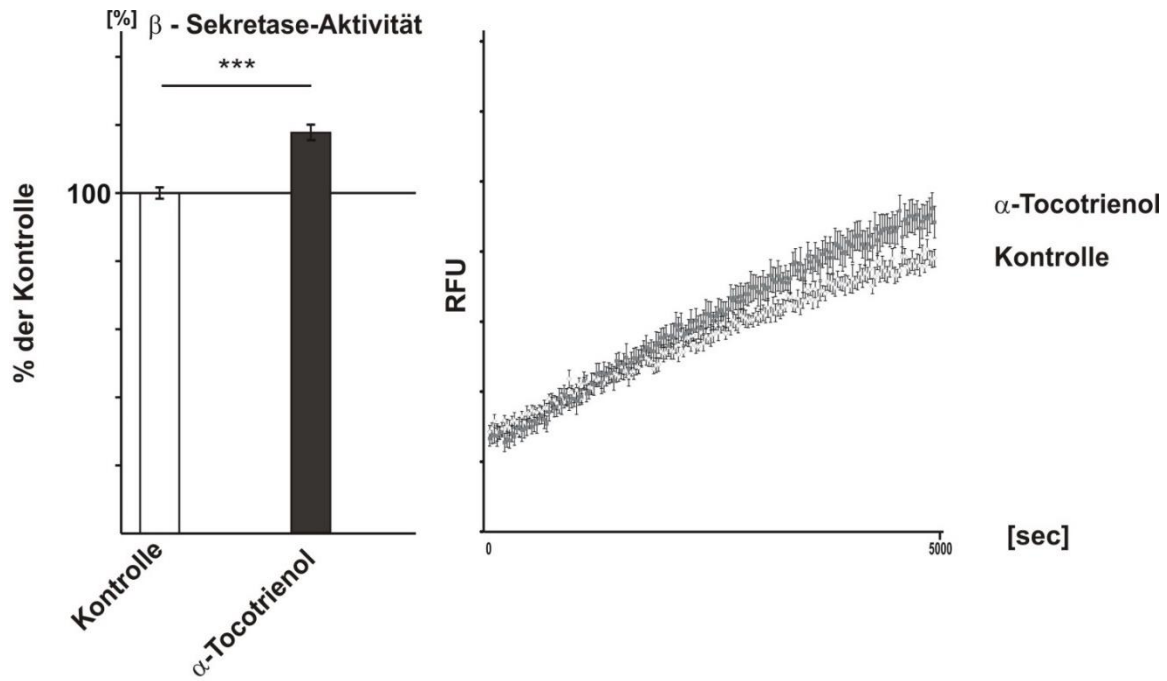 [%] β - Sekretase-Aktivität
***
100
% der Kontrolle
Kontrolle
α-Tocotrienol
RFU
α-Tocotrienol
Kontrolle
0
5000
[sec]